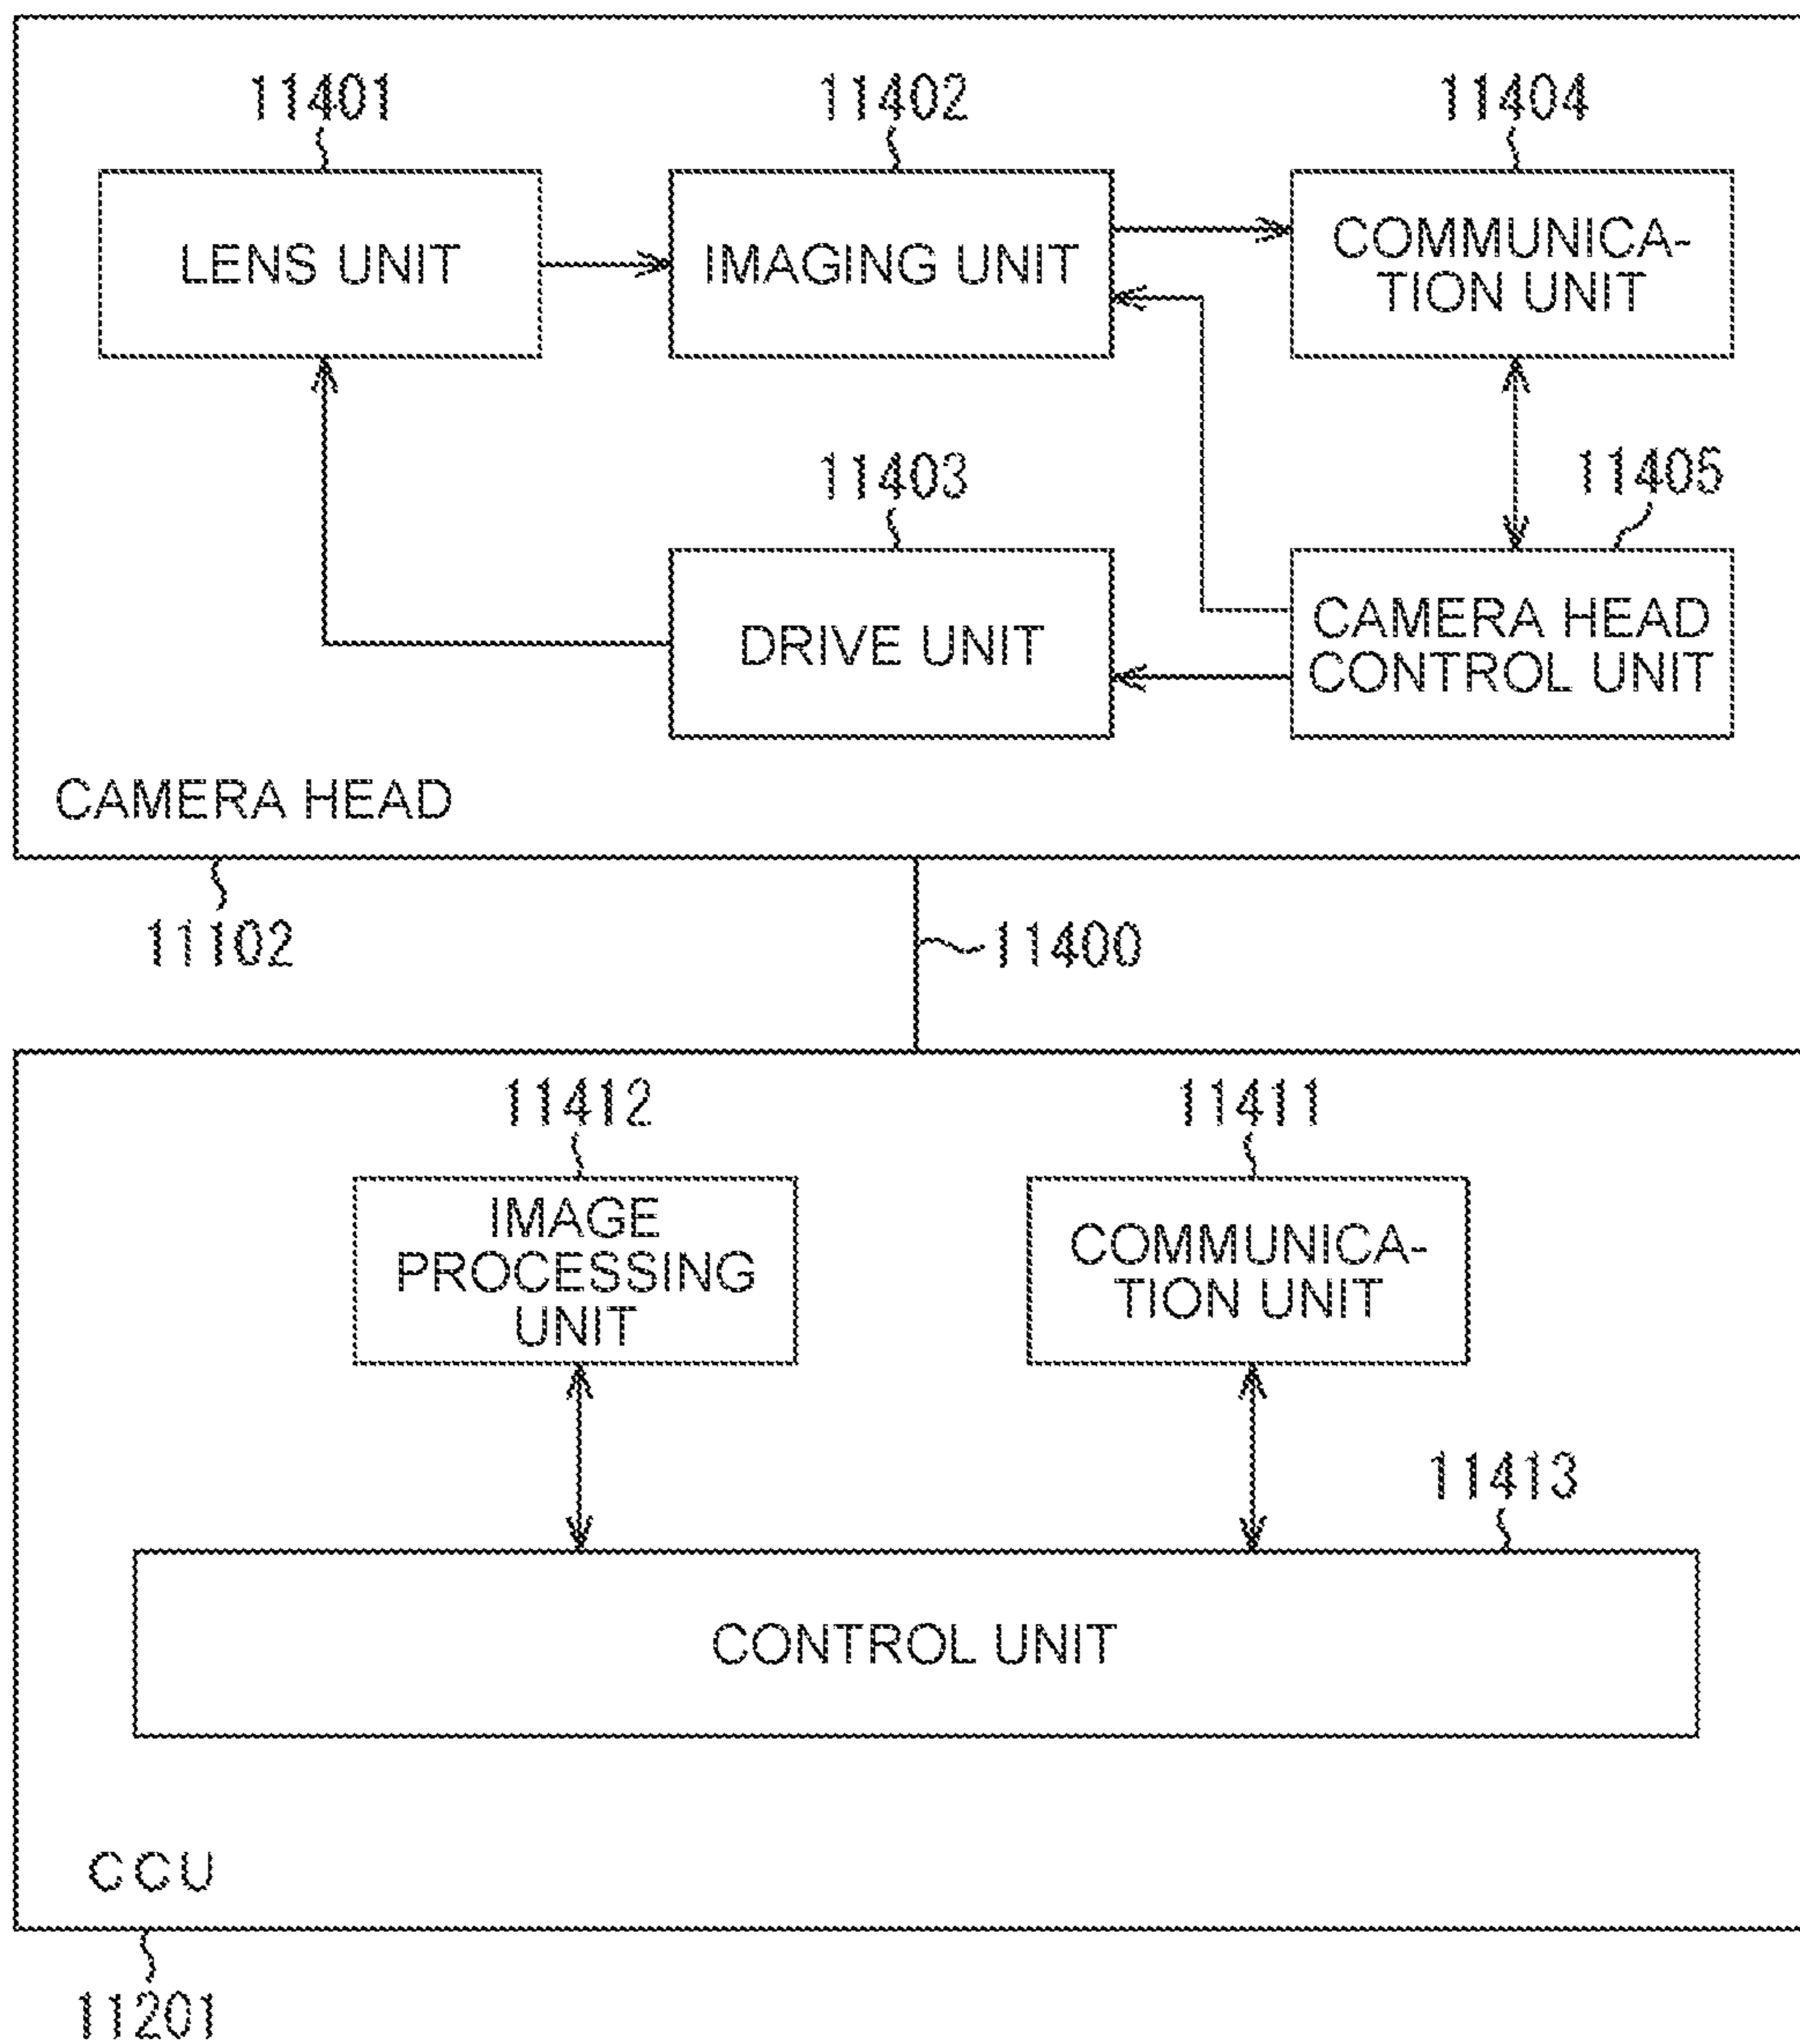 11401
11402
11404
LENS UNIT
IMAGING UNIT
COMMUNICA-
TION UNIT
11403
11405
DRIVE UNIT
CAMERA HEAD
CONTROL UNIT
CAMERA HEAD
11102
11400
11412
11411
IMAGE
PROCESSING
UNIT
COMMUNICA-
TION UNIT
11413
CONTROL UNIT
CCU
11201